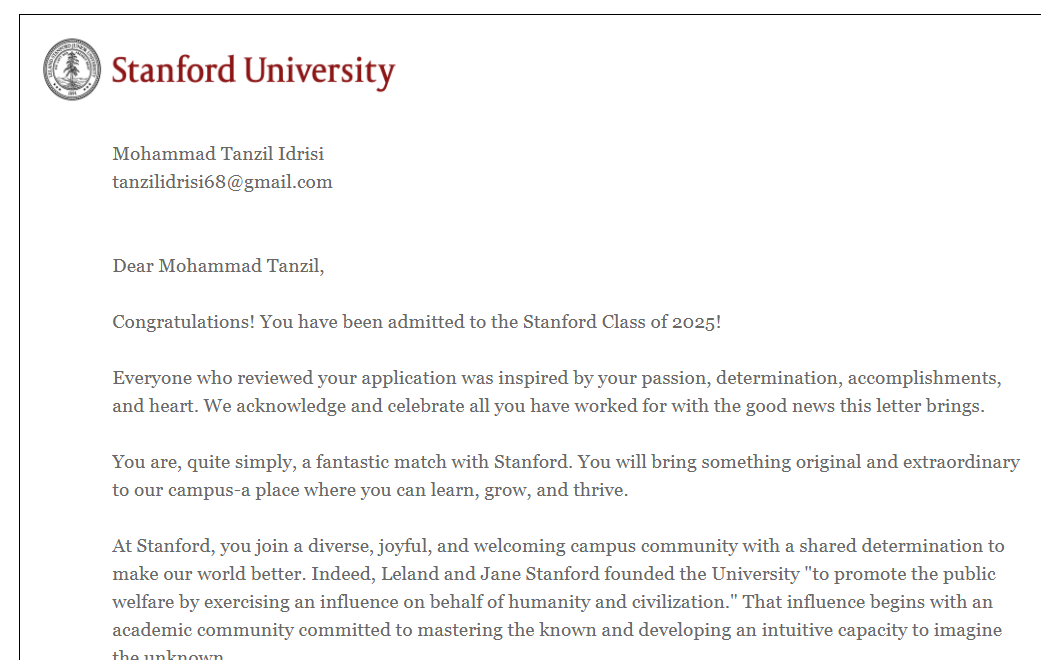 Stanford University
Mohammad Tanzil Idrisi
tanzilidrisi68@gmail.com
Dear Mohammad Tanzil,
Congratulations! You have been admitted to the Stanford Class of 2025!
Everyone who reviewed your application was inspired by your passion, determination, accomplishments,
and heart. We acknowledge and celebrate all you have worked for with the good news this letter brings.
You are, quite simply, a fantastic match with Stanford. You will bring something original and extraordinary
to our campus-a place where you can learn, grow, and thrive.
At Stanford, you join a diverse, joyful, and welcoming campus community with a shared determination to
make our world better. Indeed, Leland and Jane Stanford founded the University "to promote the public
welfare by exercising an influence on behalf of humanity and civilization." That influence begins with an
academic community committed to mastering the known and developing an intuitive capacity to imagine
the unknown